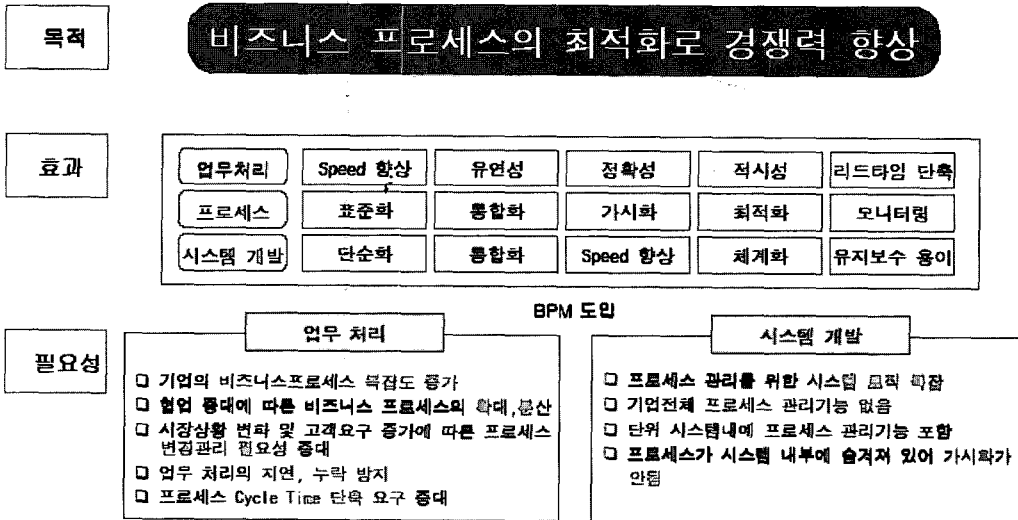 목적
비즈니스 프로세스의 최적화로 경쟁력 향상
효과
업무처리 Speed 향상 유연성 정확성 적시성 리드타임 단축
프로세스 표준화 통합화 가시화 최적화 모니터링
시스템 개발 단순화 통합화 Speed 향상 체계화 유지보수 용이
BPM 도입
필요성
업무 처리
❑ 기업의 비즈니스프로세스 복잡도 증가
❑ 협업 증대에 따른 비즈니스 프로세스의 확대,분산
❑ 시장상황 변화 및 고객요구 증가에 따른 프로세스
변경관리 필요성 증대
❑ 업무 처리의 지연, 누락 방지
❑ 프로세스 Cycle Time 단축 요구 증대
시스템 개발
❑ 프로세스 관리를 위한 시스템 로직 복잡
❑ 기업전체 프로세스 관리기능 없음
❑ 단위 시스템내에 프로세스 관리기능 포함
❑ 프로세스가 시스템 내부에 숨겨져 있어 가시화가
안됨